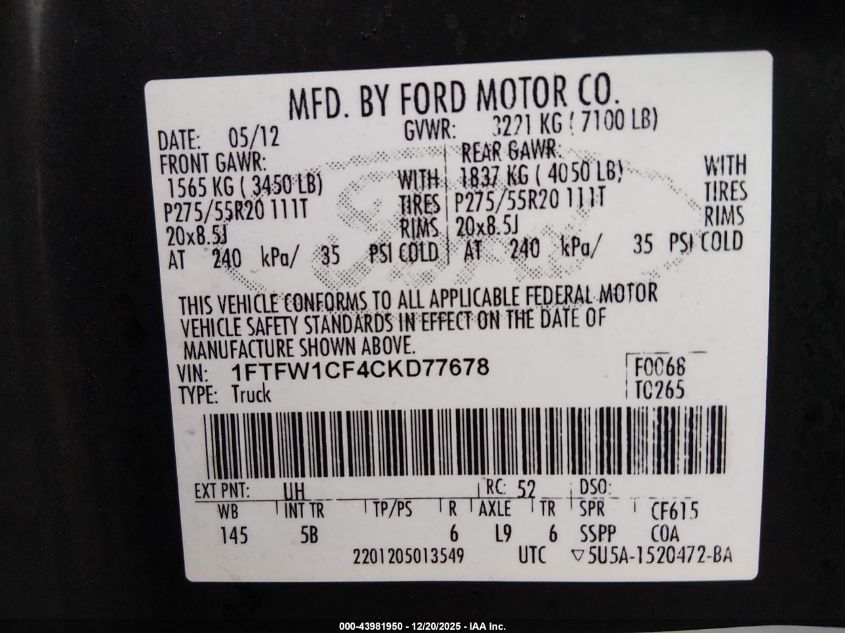 MFD. BY FORD MOTOR CO.
DATE: 05/12 GVWR: 3221 KG ( 7100 LB)
FRONT GAWR: REAR GAWR:
1565 KG ( 3450 LB) WITH 1837 KG ( 4050 LB) WITH
P275/55R20 111T TIRES P275/55R20 111T TIRES
20x8.5J RIMS 20x8.5J RIMS
AT 240 kPa/ 35 PSI COLD AT 240 kPa/ 35 PSI COLD
THIS VEHICLE CONFORMS TO ALL APPLICABLE FEDERAL MOTOR
VEHICLE SAFETY STANDARDS IN EFFECT ON THE DATE OF
MANUFACTURE SHOWN ABOVE.
VIN: 1FTFW1CF4CKD77678 F0068
TYPE: Truck TC265
EXT PNT: UH RC: 52 DSO:
WB INT TR TP/PS R AXLE TR SPR CF615
145 5B 6 L9 6 SSPP COA
2201205013549 UTC ▽5U5A-1520472-BA
Ford
000-43981950 - 12/20/2025 - IAA Inc.